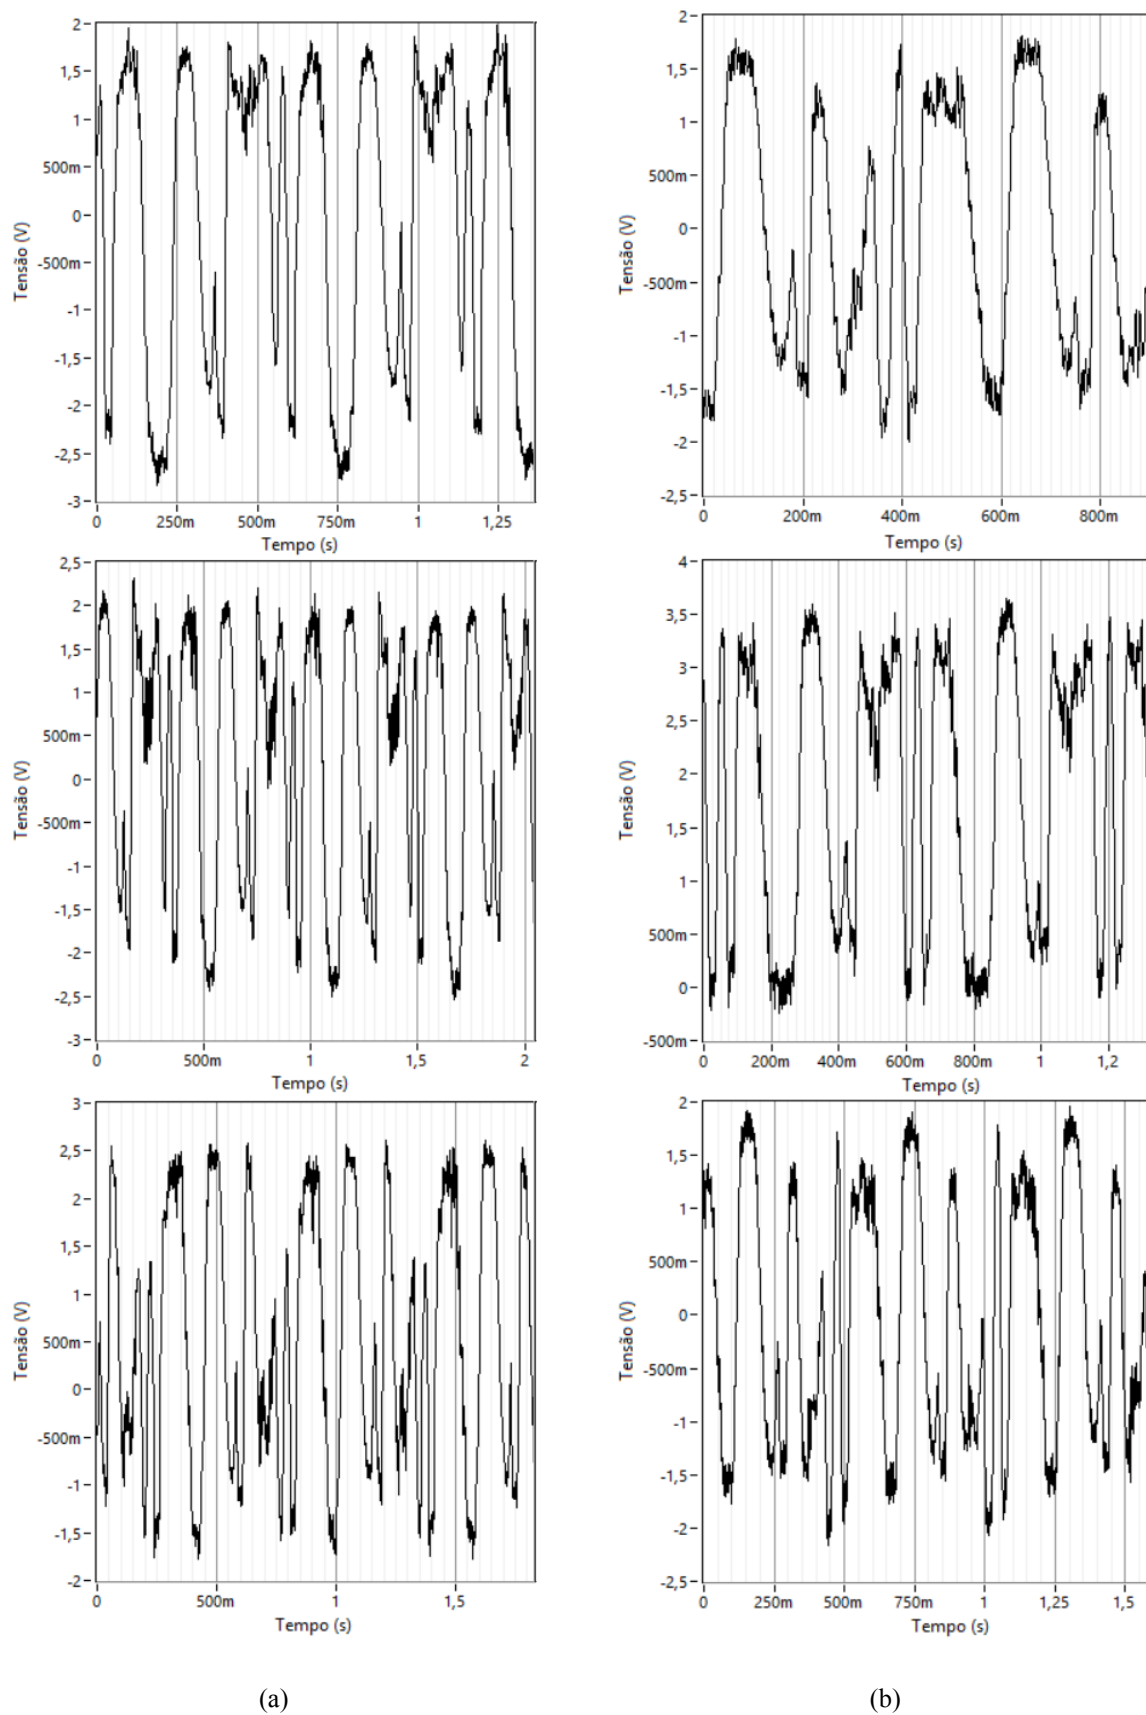 2
1,5
1
500m
0
-500m
-1
-1,5
-2
-2,5
-3
Tensão (V)
0 250m 500m 750m 1 1,25
Tempo (s)
2
1,5
1
500m
0
-500m
-1
-1,5
-2
-2,5
Tensão (V)
0 200m 400m 600m 800m
Tempo (s)
2,5
2
1,5
1
500m
0
-500m
-1
-1,5
-2
-2,5
-3
Tensão (V)
0 500m 1 1,5 2
Tempo (s)
4
3,5
3
2,5
2
1,5
1
500m
0
-500m
Tensão (V)
0 200m 400m 600m 800m 1 1,2
Tempo (s)
3
2,5
2
1,5
1
500m
0
-500m
-1
-1,5
-2
Tensão (V)
0 500m 1 1,5
Tempo (s)
2
1,5
1
500m
0
-500m
-1
-1,5
-2
-2,5
Tensão (V)
0 250m 500m 750m 1 1,25 1,5
Tempo (s)
(a) (b)